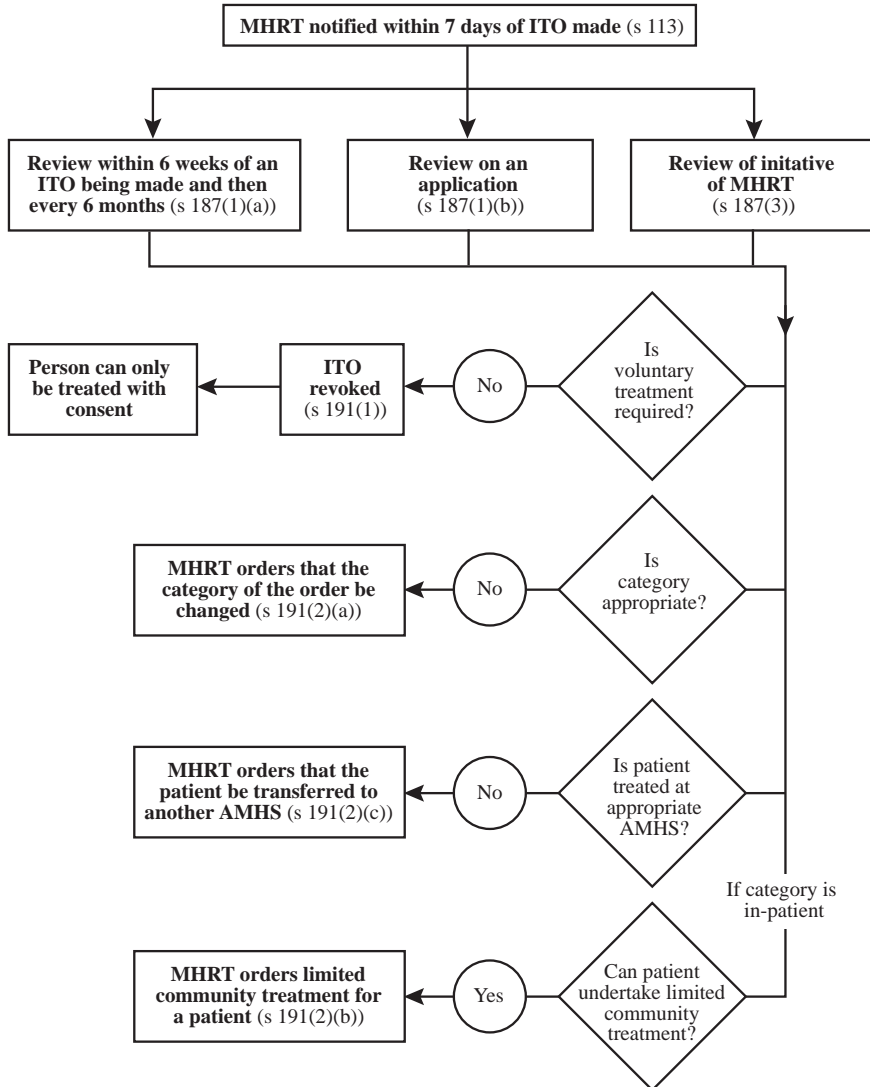 MHRT notified within 7 days of ITO made (s 113)
Review within 6 weeks of an
ITO being made and then
every 6 months (s 187(1)(a))
Review on an
application
(s 187(1)(b))
Review of initative
of MHRT
(s 187(3))
Is
voluntary
treatment
required?
No
ITO
revoked
(s 191(1))
Person can only
be treated with
consent
Is
category
appropriate?
No
MHRT orders that the
category of the order be
changed (s 191(2)(a))
Is patient
treated at
appropriate
AMHS?
No
MHRT orders that the
patient be transferred to
another AMHS (s 191(2)(c))
If category is
in-patient
Can patient
undertake limited
community
treatment?
Yes
MHRT orders limited
community treatment for
a patient (s 191(2)(b))